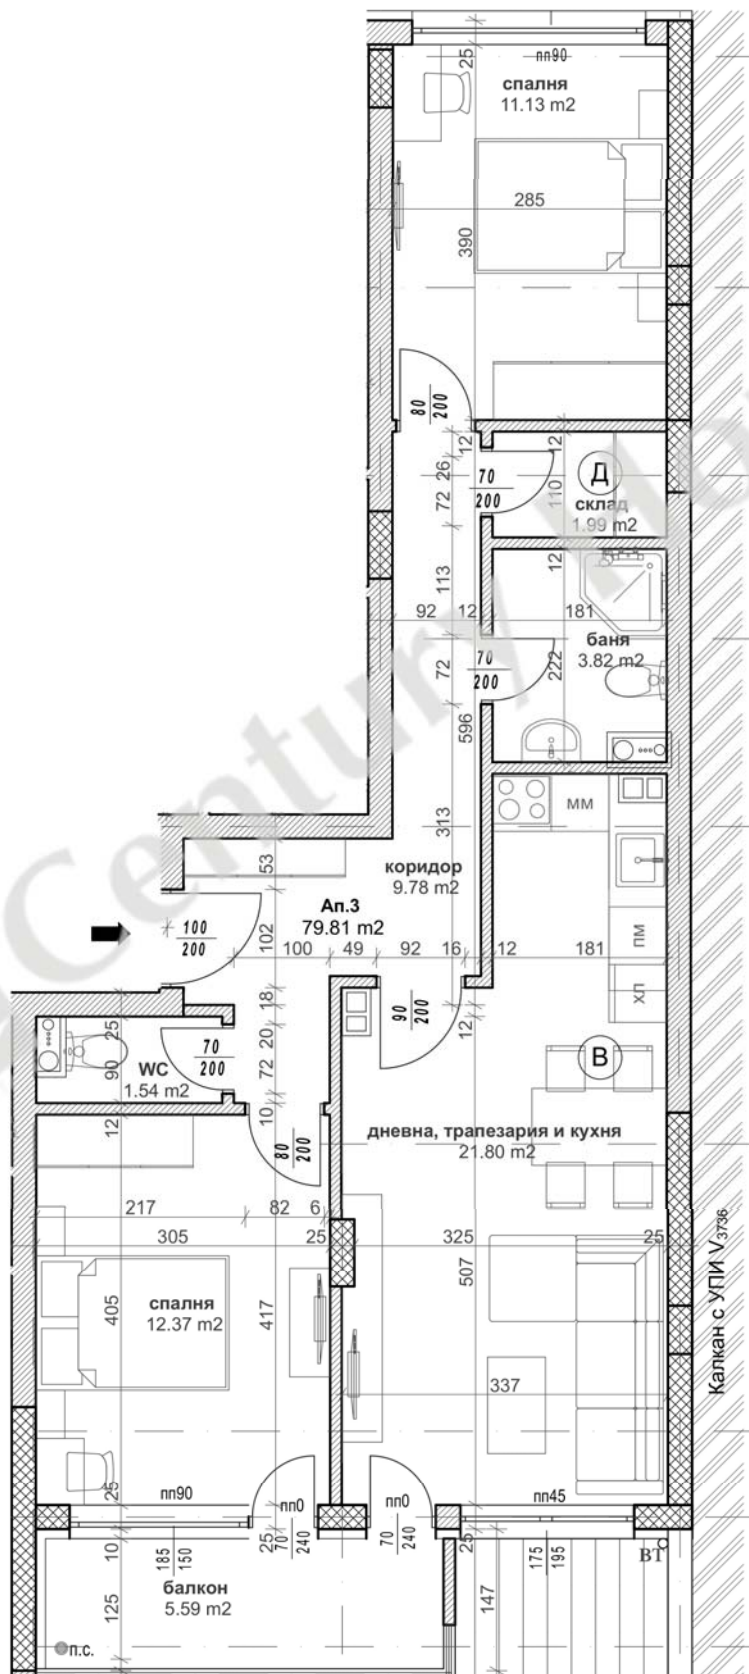 25
пп90
спалня
11.13 m2
285
390
80
200
12
12
26
70
Д
72
200
110
склад
1.99 m2
113
12
92
12
181
баня
72
70
222
3.82 m2
200
596
313
мм
53
коридор
9.78 m2
Ап.3
79.81 m2
100
200
102
пм
100
49
92
16
12
181
хл
18
90
200
12
25
20
70
В
WC
90
200
72
1.54 m2
10
12
80
200
дневна, трапезария и кухня
21.80 m2
217
82
6
305
25
325
25
507
405
спалня
417
12.37 m2
Калкан с УПИ V3736
337
25
пп90
пп0
пп0
пп45
10
185
150
25
70
240
70
240
25
175
195
ВТ
балкон
5.59 m2
125
147
п.с.
Century